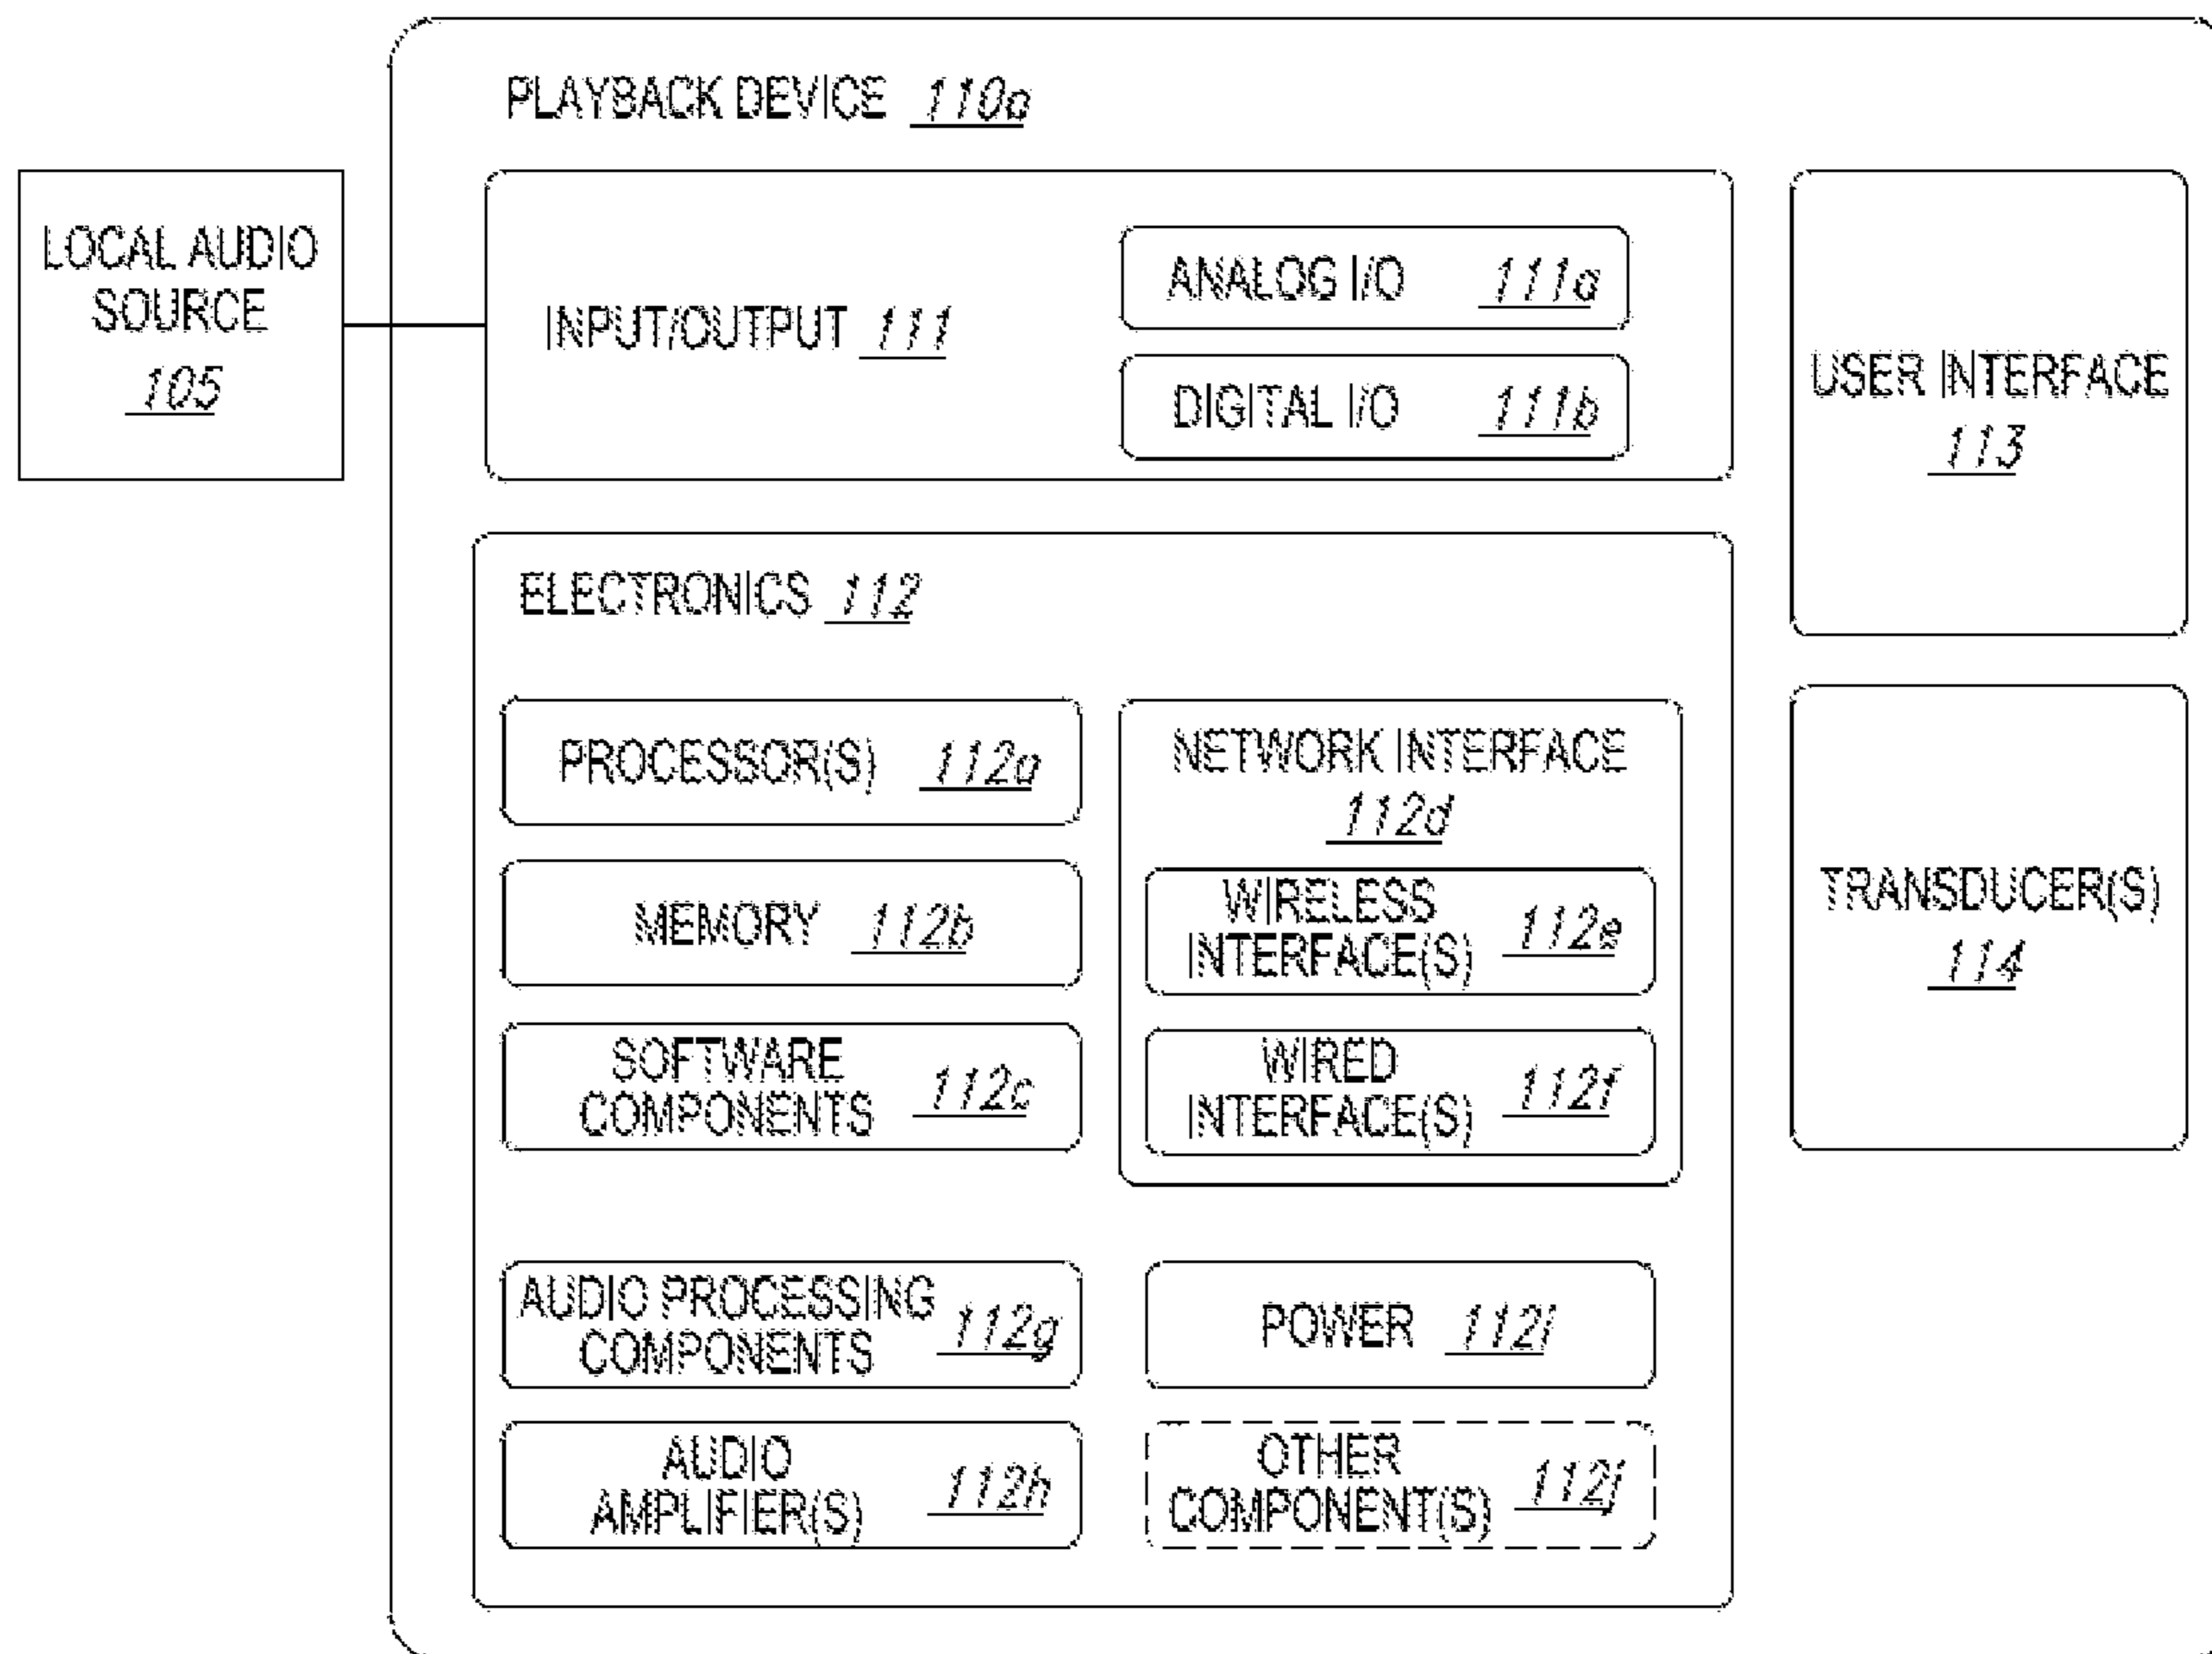 PLAYBACK DEVICE 110a
LOCAL AUDIO
SOURCE
105
INPUT/OUTPUT 111
ANALOG I/O 111a
DIGITAL I/O 111b
USER INTERFACE
113
ELECTRONICS 112
PROCESSOR(S) 112a
MEMORY 112b
SOFTWARE
COMPONENTS 112c
NETWORK INTERFACE
112d
WIRELESS
INTERFACE(S) 112e
WIRED
INTERFACE(S) 112f
TRANSDUCER(S)
114
AUDIO PROCESSING
COMPONENTS 112g
POWER 112i
AUDIO
AMPLIFIER(S) 112h
OTHER
COMPONENT(S) 112j